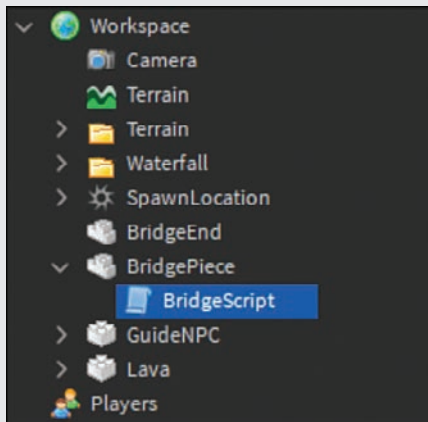 Workspace
Camera
Terrain
Terrain
Waterfall
SpawnLocation
BridgeEnd
BridgePiece
BridgeScript
GuideNPC
Lava
Players